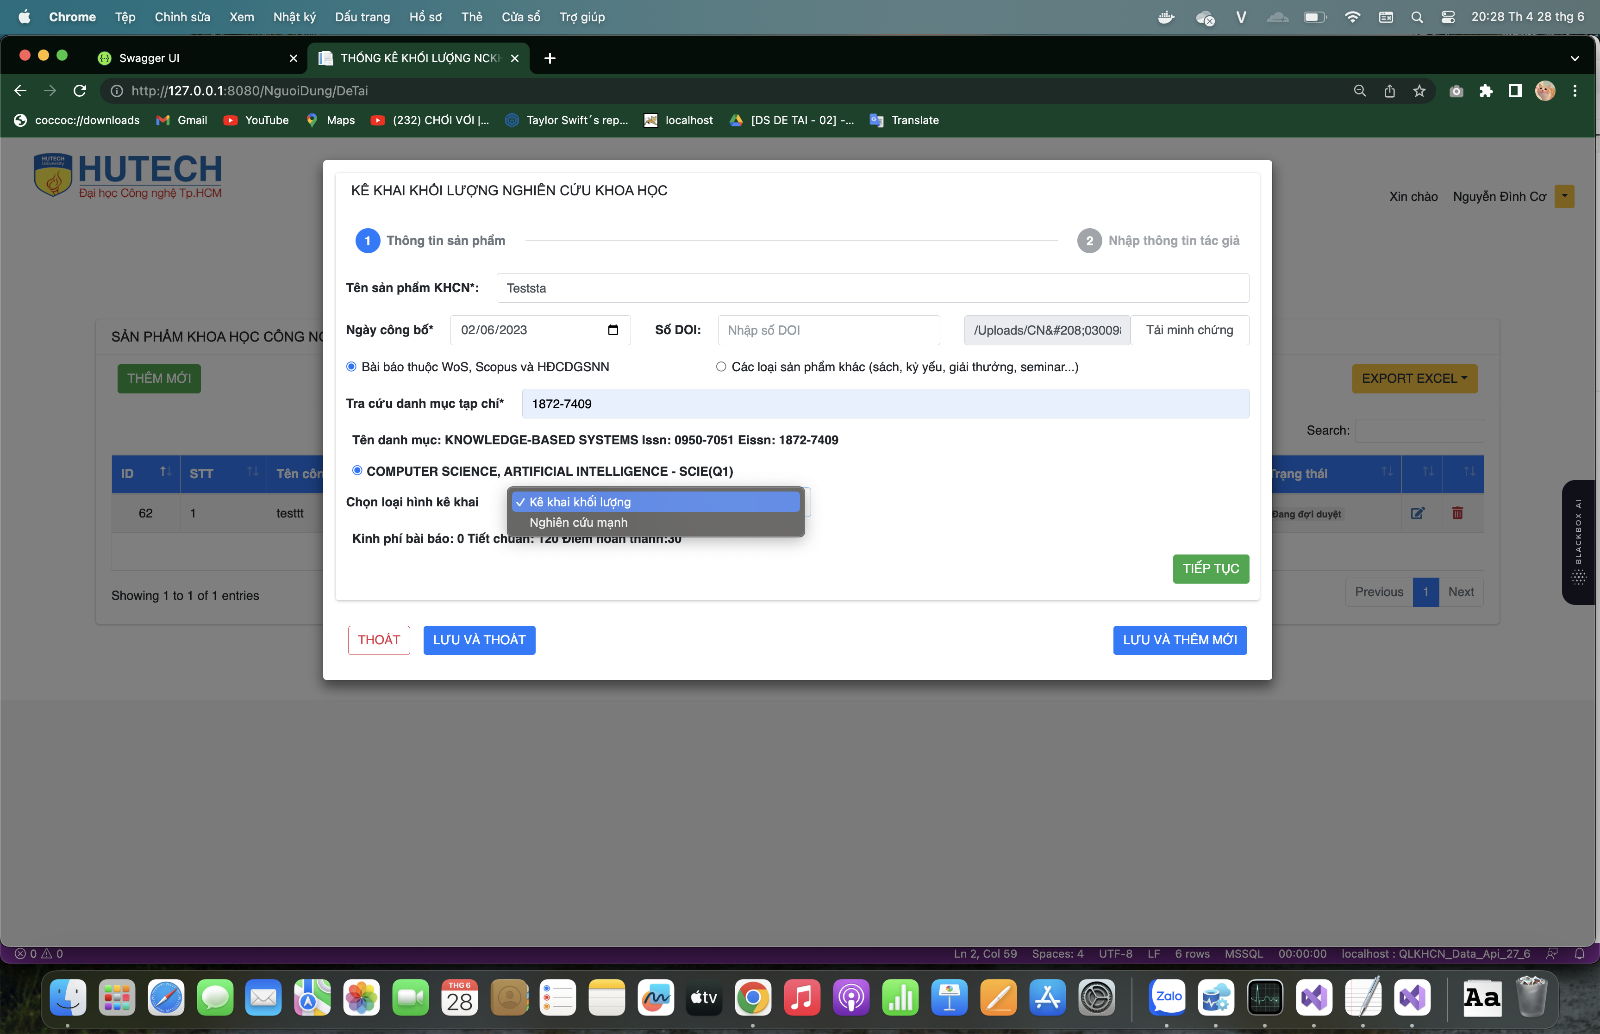 Chrome Tệp Chỉnh sửa Xem Nhật ký Dấu trang Hồ sơ Thẻ Cửa sổ Trợ giúp V 20:28 Th 4 28 thg 6
Swagger UI THỐNG KÊ KHỐI LƯỢNG NCKH
http://127.0.0.1:8080/NguoiDung/DeTai
coccoc://downloads Gmail YouTube Maps (232) CHƠI VƠI |... Taylor Swift´s rep... localhost [DS DE TAI - 02] -... Translate
HUTECH University
HUTECH
Đại học Công nghệ Tp.HCM
Xin chào Nguyễn Đình Cơ
SẢN PHẨM KHOA HỌC CÔNG NG
THÊM MỚI
EXPORT EXCEL
Search:
ID STT Tên côn Trạng thái
62 1 testtt Đang đợi duyệt
Showing 1 to 1 of 1 entries
Previous 1 Next
BLACKBOX AI
KÊ KHAI KHỐI LƯỢNG NGHIÊN CỨU KHOA HỌC
1 Thông tin sản phẩm 2 Nhập thông tin tác giả
Tên sản phẩm KHCN*: Teststa
Ngày công bố* 02/06/2023 Số DOI: Nhập số DOI /Uploads/CN&#208;030098 Tải minh chứng
Bài báo thuộc WoS, Scopus và HĐCDGSNN Các loại sản phẩm khác (sách, kỷ yếu, giải thưởng, seminar...)
Tra cứu danh mục tạp chí* 1872-7409
Tên danh mục: KNOWLEDGE-BASED SYSTEMS Issn: 0950-7051 Eissn: 1872-7409
COMPUTER SCIENCE, ARTIFICIAL INTELLIGENCE - SCIE(Q1)
Chọn loại hình kê khai ✓ Kê khai khối lượng
Nghiên cứu mạnh
Kinh phí bài báo: 0 Tiết chuẩn: 120 Điểm hoàn thành:30
TIẾP TỤC
THOÁT LƯU VÀ THOÁT LƯU VÀ THÊM MỚI
0 0 Ln 2, Col 59 Spaces: 4 UTF-8 LF 6 rows MSSQL 00:00:00 localhost : QLKHCN_Data_Api_27_6
THG 6
28
tv
Zalo
Aa